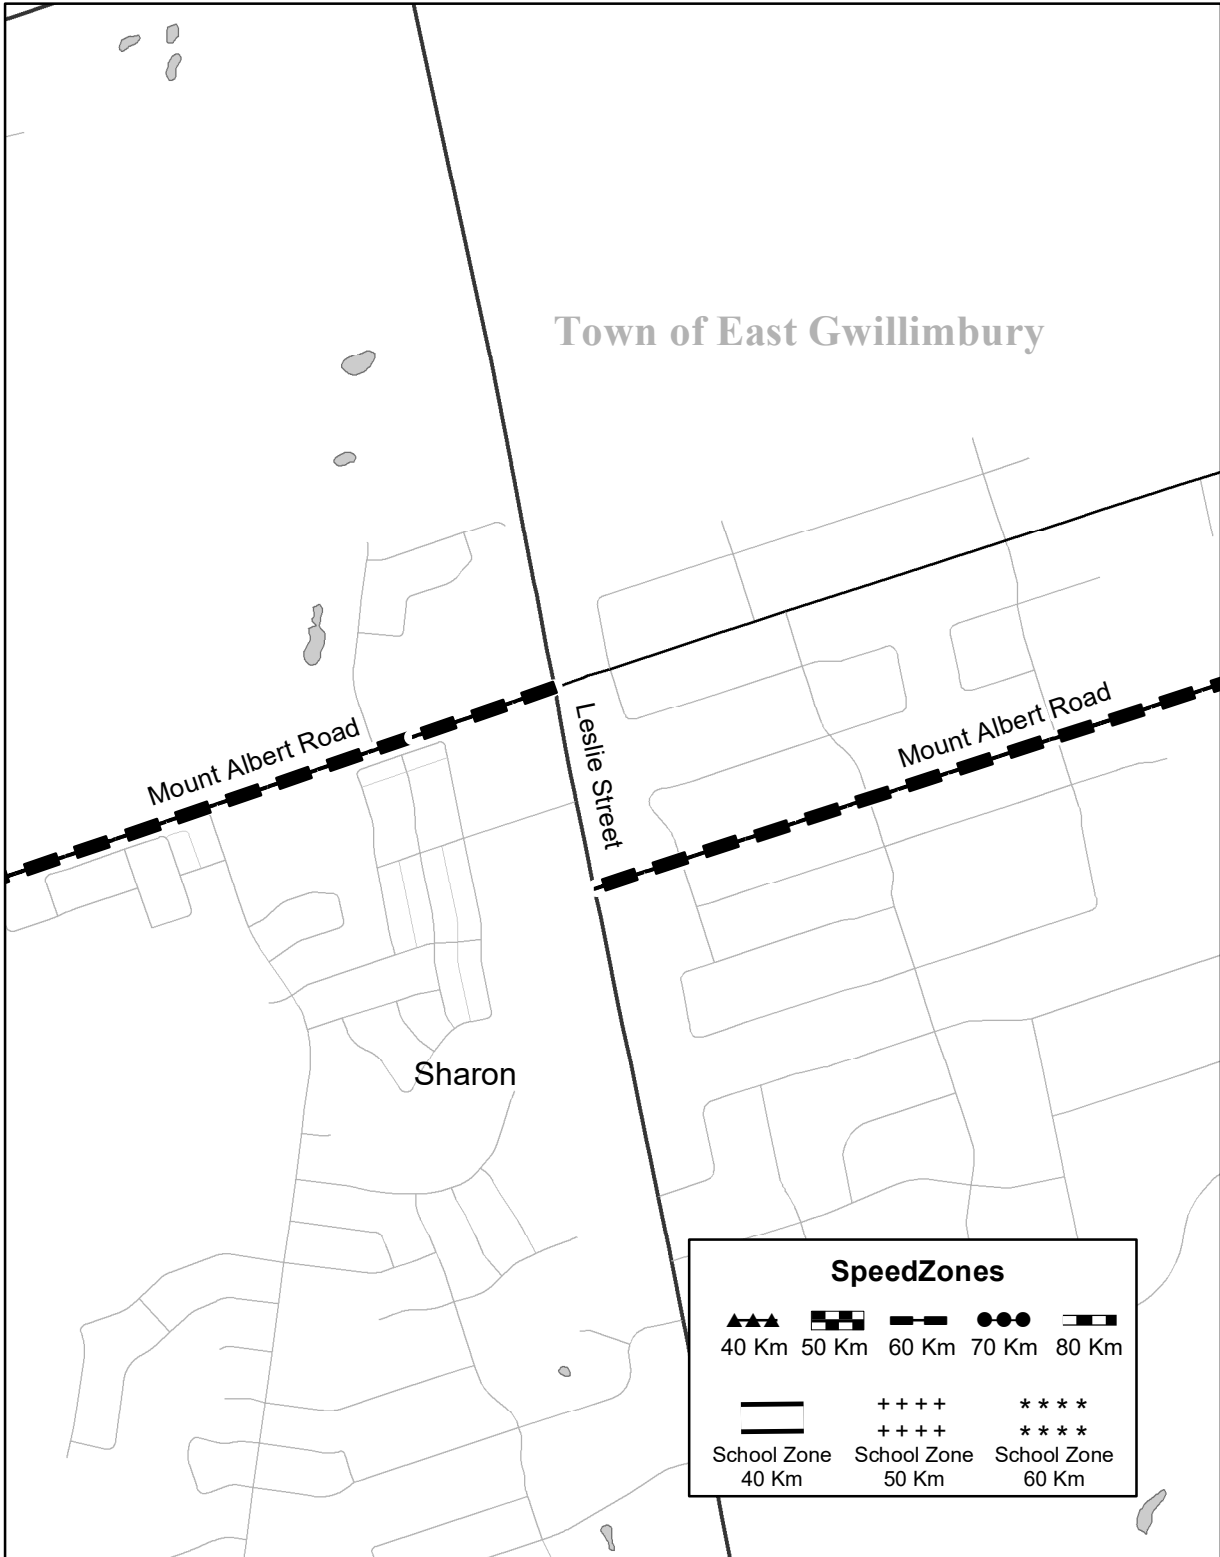 Town of East Gwillimbury
Mount Albert Road
Leslie Street
Mount Albert Road
Sharon
SpeedZones
40 Km 50 Km 60 Km 70 Km 80 Km
+ + + + * * * *
+ + + + * * * *
School Zone School Zone School Zone
40 Km 50 Km 60 Km